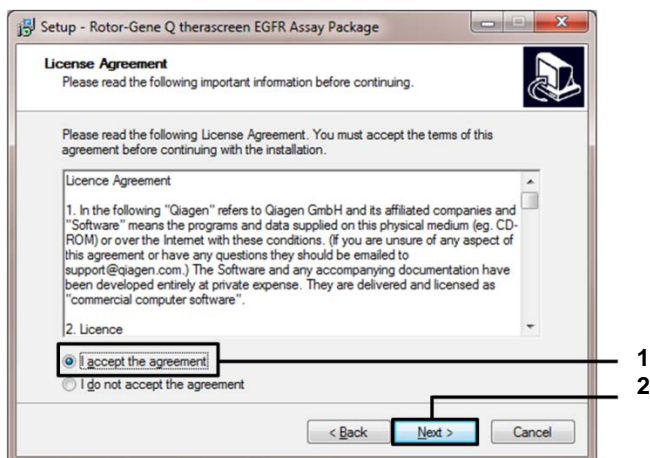 Setup - Rotor-Gene Q therascreen EGFR Assay Package
License Agreement
Please read the following important information before continuing.
Please read the following License Agreement. You must accept the terms of this
agreement before continuing with the installation.
Licence Agreement
1. In the following "Qiagen" refers to Qiagen GmbH and its affiliated companies and
"Software" means the programs and data supplied on this physical medium (eg. CD-
ROM) or over the Internet with these conditions. (If you are unsure of any aspect of
this agreement or have any questions they should be emailed to
support@qiagen.com.) The Software and any accompanying documentation have
been developed entirely at private expense. They are delivered and licensed as
"commercial computer software".
2. Licence
I accept the agreement
1
I do not accept the agreement
2
< Back
Next >
Cancel